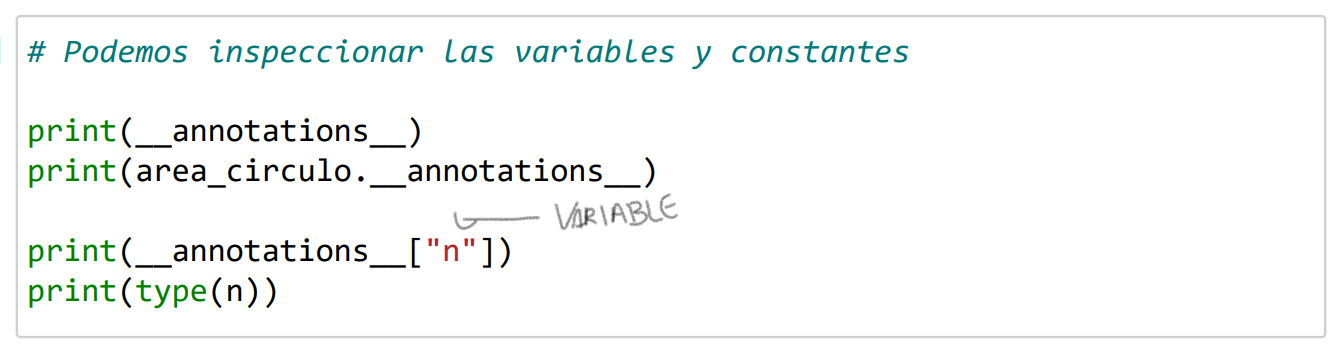 # Podemos inspeccionar las variables y constantes
print(__annotations__)
print(area_circulo.__annotations__)
VARIABLE
print(__annotations__["n"])
print(type(n))